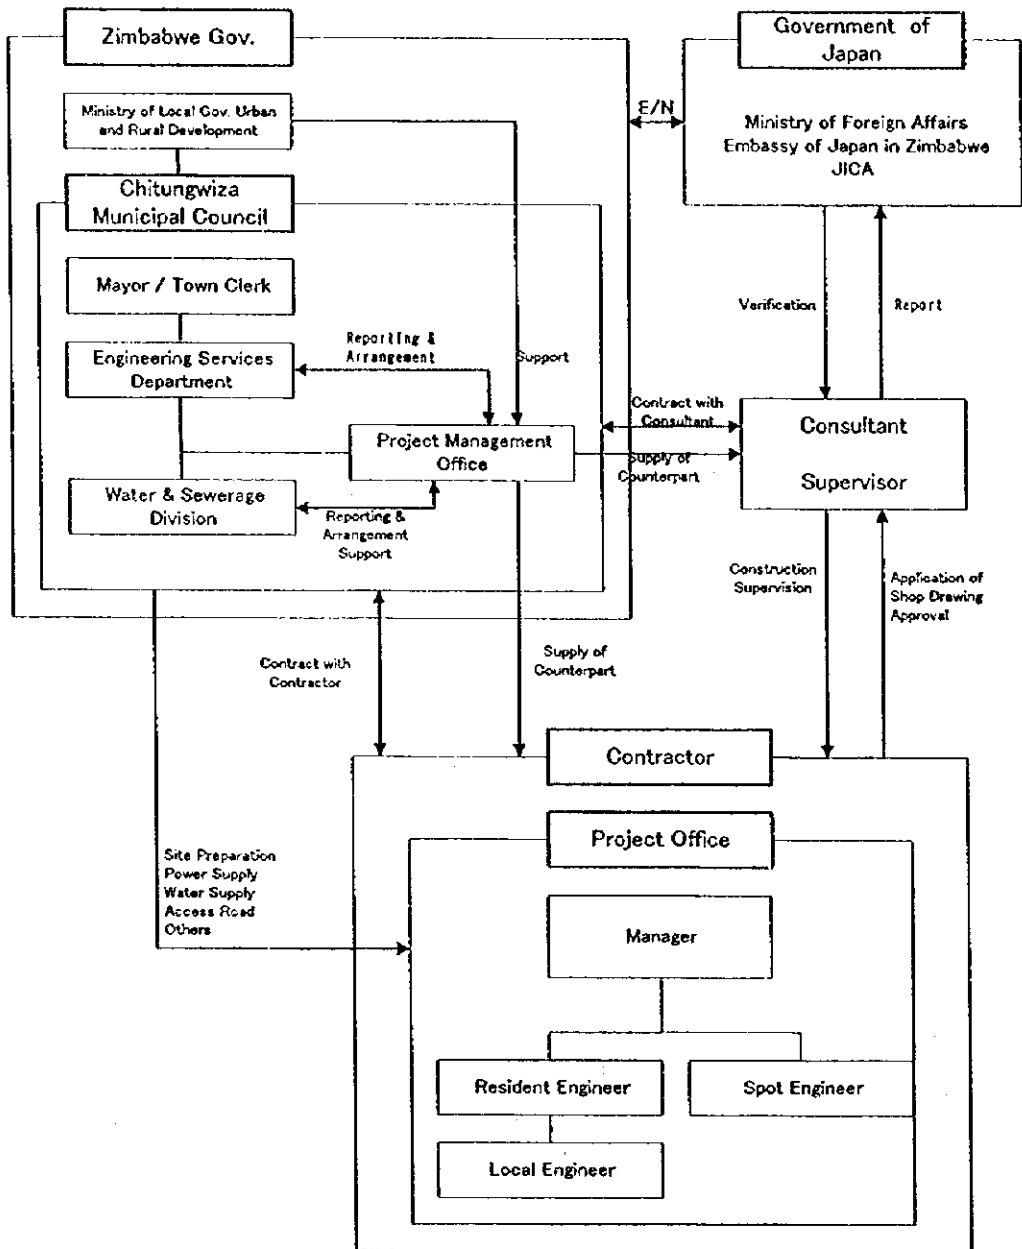 Zimbabwe Gov.
Government of
Japan
Ministry of Local Gov. Urban
and Rural Development
E/N
Ministry of Foreign Affairs
Embassy of Japan in Zimbabwe
JICA
Chitungwiza
Municipal Council
Mayor / Town Clerk
Verification
Report
Reporting &
Arrangement
Support
Engineering Services
Department
Contract with
Consultant
Consultant
Supervisor
Project Management
Office
Supply of
Counterpart
Water & Sewerage
Division
Reporting &
Arrangement
Support
Construction
Supervision
Application of
Shop Drawing
Approval
Contract with
Contractor
Supply of
Counterpart
Contractor
Project Office
Site Preparation
Power Supply
Water Supply
Access Road
Others
Manager
Resident Engineer
Spot Engineer
Local Engineer